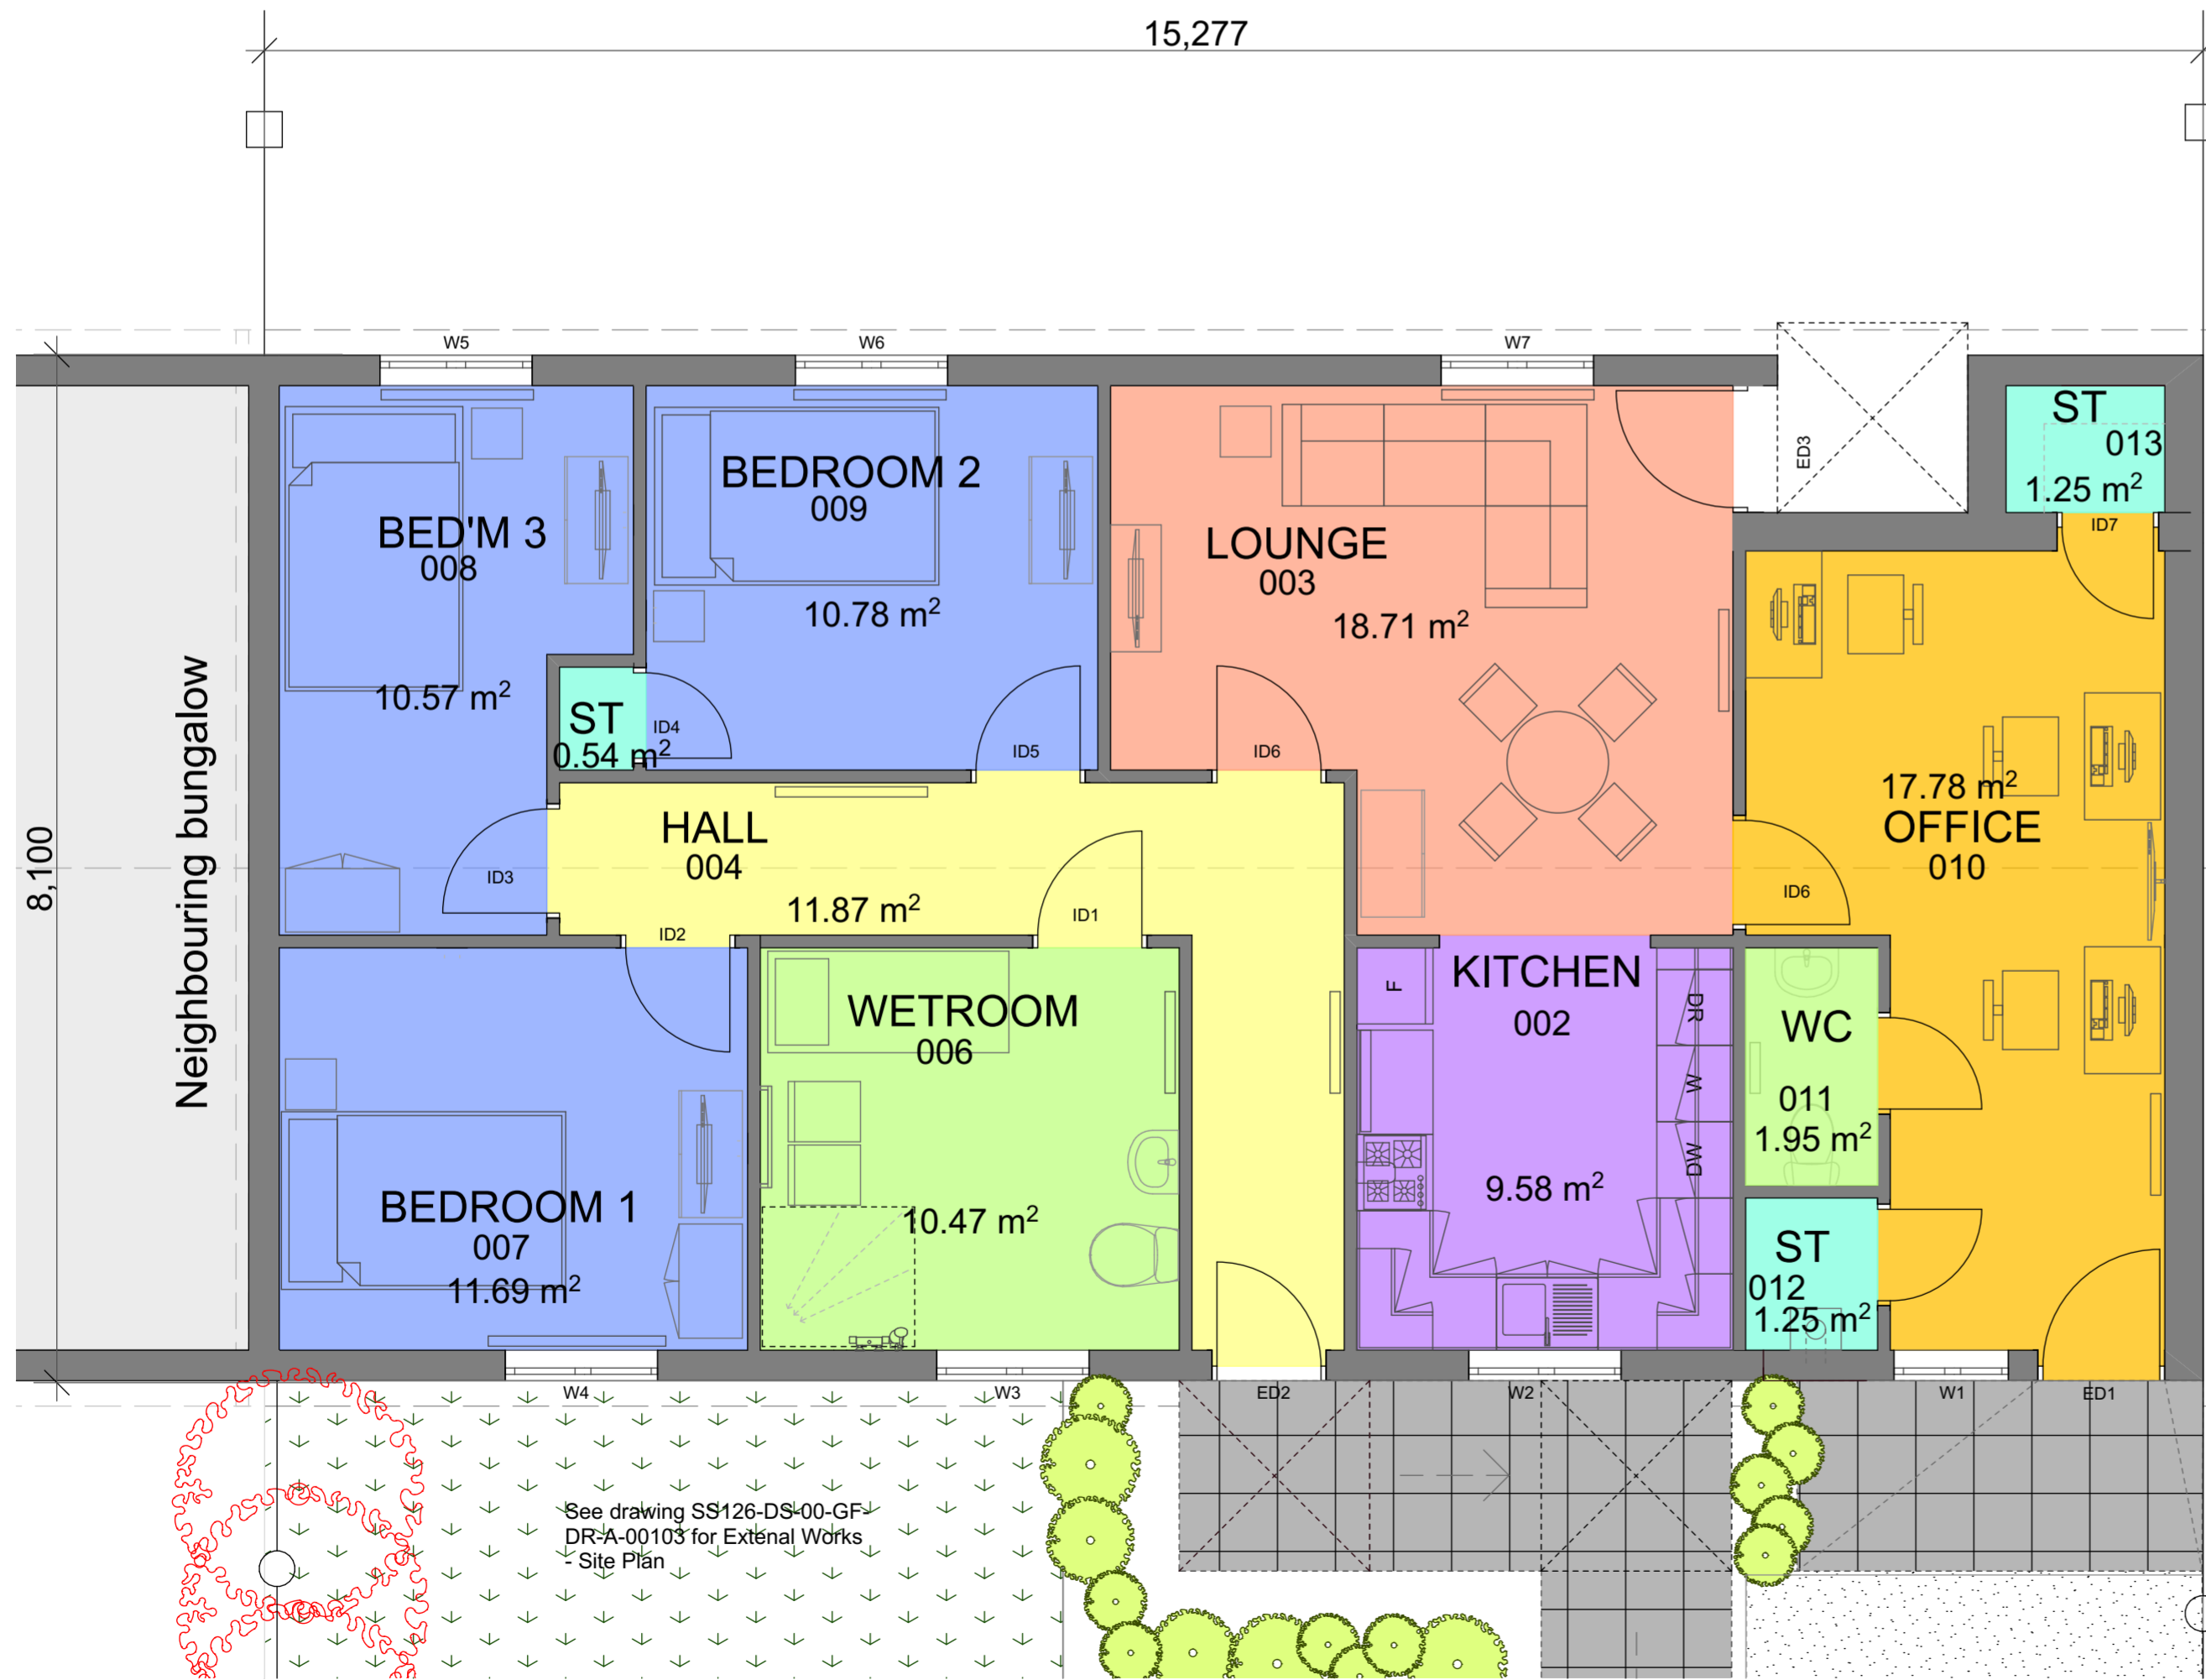 15,277
W5
W6
W7
ED3
ST
013
1.25 m²
ID7
BED'M 3
008
10.57 m²
BEDROOM 2
009
10.78 m²
LOUNGE
003
18.71 m²
ST
0.54 m²
ID4
ID5
ID6
17.78 m²
OFFICE
010
ID6
Neighbouring bungalow
8,100
HALL
004
11.87 m²
ID3
ID2
ID1
BEDROOM 1
007
11.69 m²
WETROOM
006
10.47 m²
KITCHEN
002
9.58 m²
F
DR
W
DW
WC
011
1.95 m²
ST
012
1.25 m²
W4
W3
ED2
W2
W1
ED1
See drawing SS126-DS-00-GF-
DR-A-00103 for Extenal Works
- Site Plan